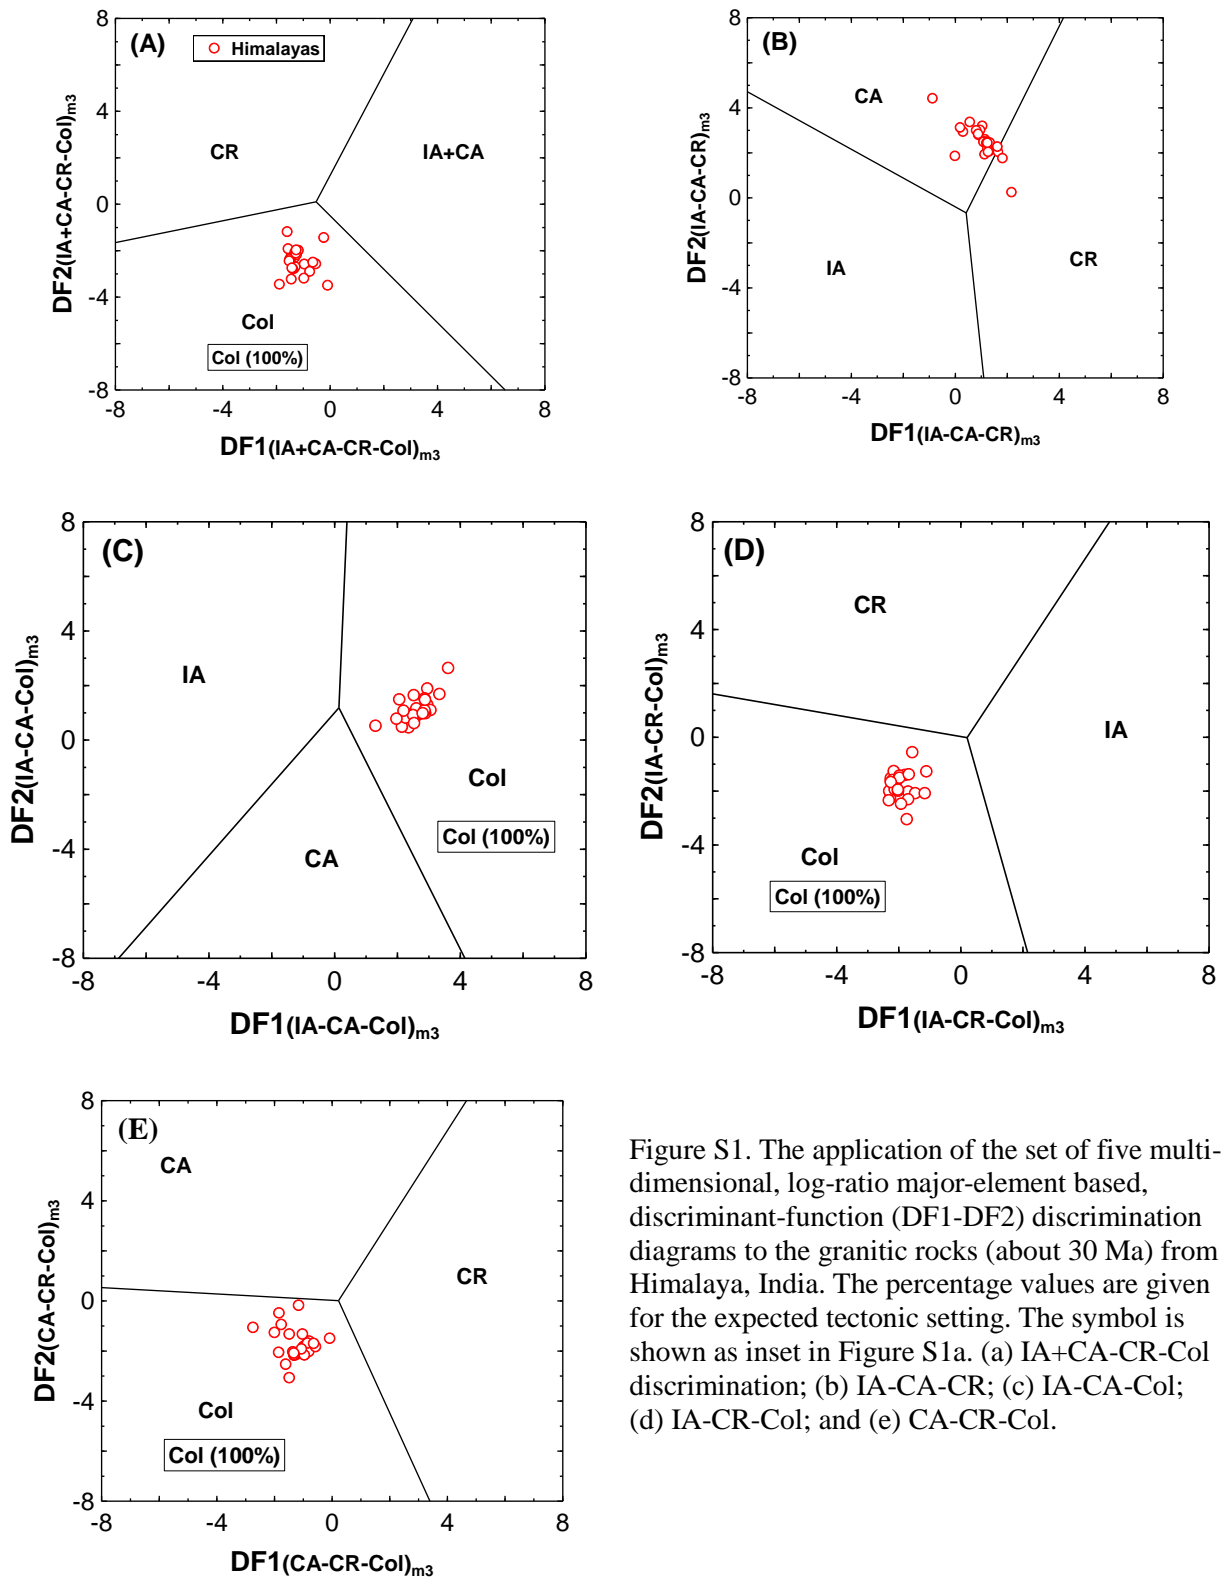 (A)
Himalayas
CR
IA+CA
Col
Col (100%)
8
4
0
-4
-8
-8
-4
0
4
8
DF2(IA+CA-CR-Col)m3
DF1(IA+CA-CR-Col)m3
(B)
CA
IA
CR
8
4
0
-4
-8
-8
-4
0
4
8
DF2(IA-CA-CR)m3
DF1(IA-CA-CR)m3
(C)
IA
Col
Col (100%)
CA
8
4
0
-4
-8
-8
-4
0
4
8
DF2(IA-CA-Col)m3
DF1(IA-CA-Col)m3
(D)
CR
IA
Col
Col (100%)
8
4
0
-4
-8
-8
-4
0
4
8
DF2(IA-CR-Col)m3
DF1(IA-CR-Col)m3
(E)
CA
CR
Col
Col (100%)
8
4
0
-4
-8
-8
-4
0
4
8
DF2(CA-CR-Col)m3
DF1(CA-CR-Col)m3
Figure S1. The application of the set of five multi-
dimensional, log-ratio major-element based,
discriminant-function (DF1-DF2) discrimination
diagrams to the granitic rocks (about 30 Ma) from
Himalaya, India. The percentage values are given
for the expected tectonic setting. The symbol is
shown as inset in Figure S1a. (a) IA+CA-CR-Col
discrimination; (b) IA-CA-CR; (c) IA-CA-Col;
(d) IA-CR-Col; and (e) CA-CR-Col.